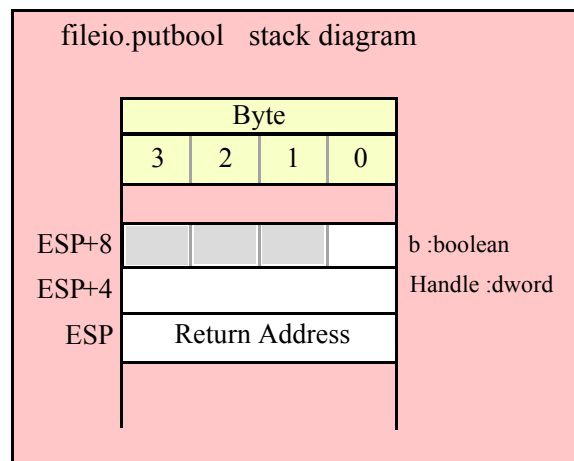 fileio.putbool stack diagram
Byte
3 2 1 0
ESP+8 b :boolean
ESP+4 Handle :dword
ESP Return Address